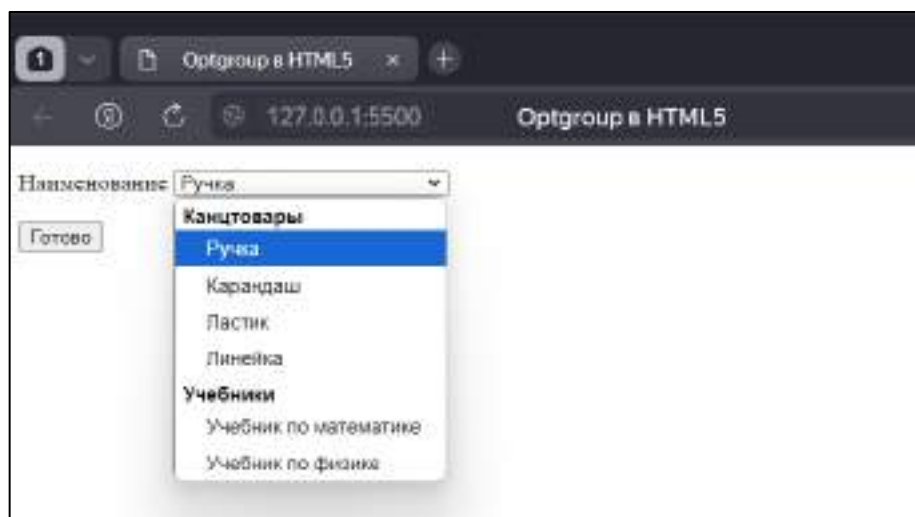 1 Optgroup в HTML5
127.0.0.1:5500 Optgroup в HTML5
Наименование Ручка
Готово
Канцтовары
Ручка
Карандаш
Ластик
Линейка
Учебники
Учебник по математике
Учебник по физике